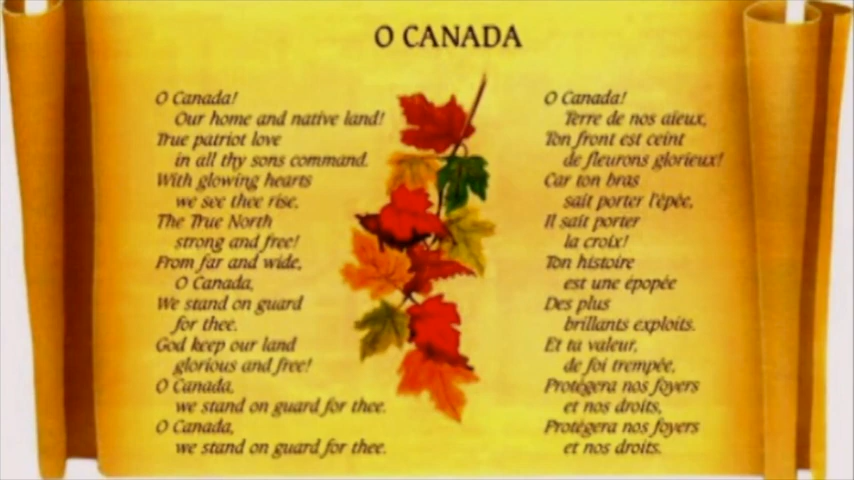 O CANADA
O Canada!
Our home and native land!
True patriot love
in all thy sons command.
With glowing hearts
we see thee rise,
The True North
strong and free!
From far and wide,
O Canada,
We stand on guard
for thee.
God keep our land
glorious and free!
O Canada,
we stand on guard for thee.
O Canada,
we stand on guard for thee.
O Canada!
Terre de nos aïeux,
Ton front est ceint
de fleurons glorieux!
Car ton bras
sait porter l'épée,
Il sait porter
la croix!
Ton histoire
est une épopée
Des plus
brillants exploits.
Et ta valeur,
de foi trempée,
Protégera nos foyers
et nos droits,
Protégera nos foyers
et nos droits.